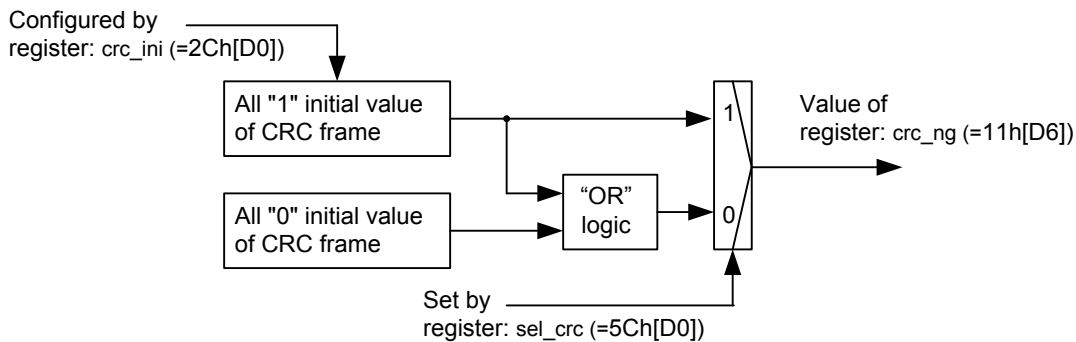 Configured by
register: crc_ini (=2Ch[D0])
All "1" initial value
of CRC frame
1
Value of
register: crc_ng (=11h[D6])
All "0" initial value
of CRC frame
“OR”
logic
0
Set by
register: sel_crc (=5Ch[D0])